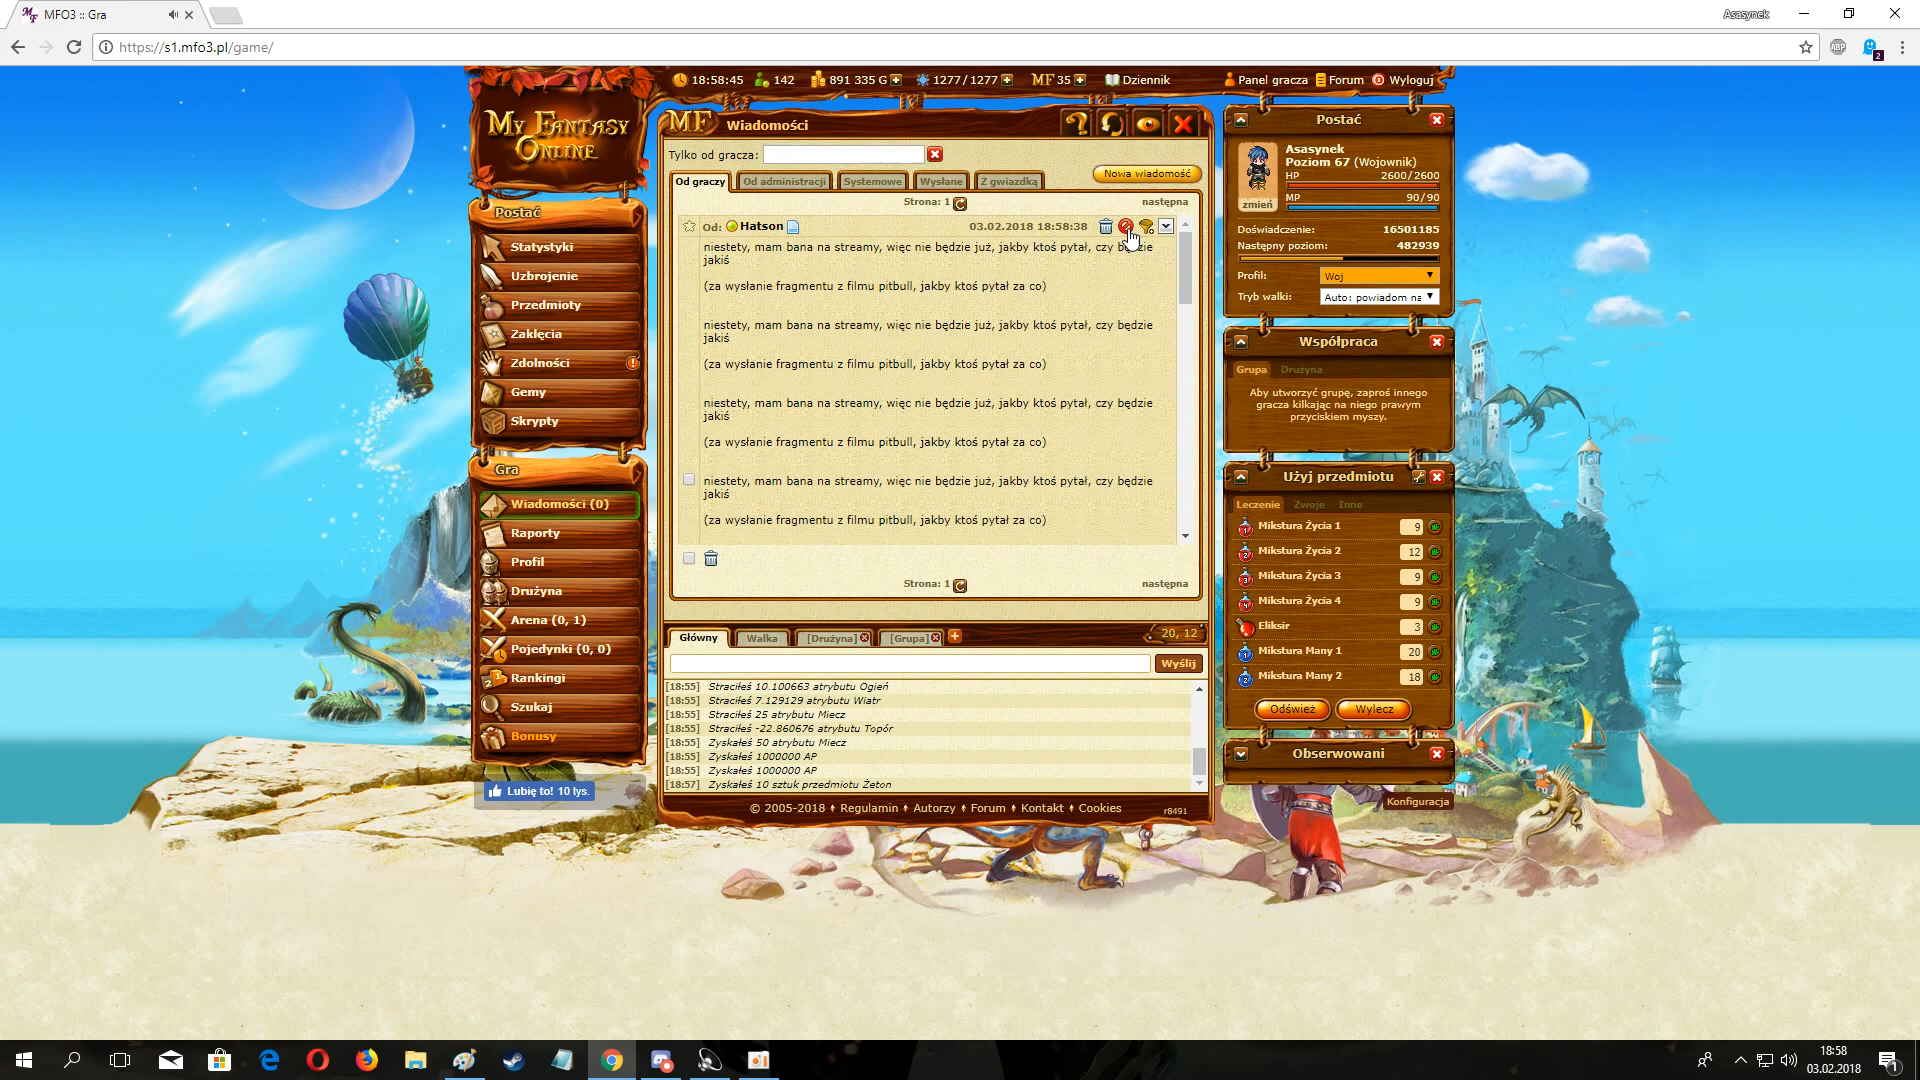 MFO3 :: Gra
Asasynek
https://s1.mfo3.pl/game/
2
18:58:45 142 891 335 G 1277/1277 MF 35 Dziennik
Panel gracza Forum Wyloguj
My Fantasy
Online
Postać
Statystyki
Uzbrojenie
Przedmioty
Zaklęcia
Zdolności
Gemy
Skrypty
Gra
Wiadomości (0)
Raporty
Profil
Drużyna
Arena (0, 1)
Pojedynki (0, 0)
Rankingi
Szukaj
Bonusy
Lubię to! 10 tys.
MF Wiadomości
Tylko od gracza:
Nowa wiadomość
Od graczy Od administracji Systemowe Wysłane Z gwiazdką
Strona: 1 następna
Od: Hatson 03.02.2018 18:58:38
niestety, mam bana na streamy, więc nie będzie już, jakby ktoś pytał, czy będzie
jakiś
(za wysłanie fragmentu z filmu pitbull, jakby ktoś pytał za co)
niestety, mam bana na streamy, więc nie będzie już, jakby ktoś pytał, czy będzie
jakiś
(za wysłanie fragmentu z filmu pitbull, jakby ktoś pytał za co)
niestety, mam bana na streamy, więc nie będzie już, jakby ktoś pytał, czy będzie
jakiś
(za wysłanie fragmentu z filmu pitbull, jakby ktoś pytał za co)
niestety, mam bana na streamy, więc nie będzie już, jakby ktoś pytał, czy będzie
jakiś
(za wysłanie fragmentu z filmu pitbull, jakby ktoś pytał za co)
Strona: 1 następna
Główny Walka [Drużyna] [Grupa] 20, 12
Wyślij
[18:55] Straciłeś 10.100663 atrybutu Ogień
[18:55] Straciłeś 7.129129 atrybutu Wiatr
[18:55] Straciłeś 25 atrybutu Miecz
[18:55] Straciłeś -22.860676 atrybutu Topór
[18:55] Zyskałeś 50 atrybutu Miecz
[18:55] Zyskałeś 1000000 AP
[18:55] Zyskałeś 1000000 AP
[18:57] Zyskałeś 10 sztuk przedmiotu Żeton
© 2005-2018 Regulamin Autorzy Forum Kontakt Cookies r8491
Postać
Asasynek
Poziom 67 (Wojownik)
HP 2600/2600
MP 90/90
zmień
Doświadczenie: 16501185
Następny poziom: 482939
Profil: Woj
Tryb walki: Auto: powiadom na
Współpraca
Grupa Drużyna
Aby utworzyć grupę, zaproś innego
gracza klikając na niego prawym
przyciskiem myszy.
Użyj przedmiotu
Leczenie Zwoje Inne
Mikstura Życia 1 9
Mikstura Życia 2 12
Mikstura Życia 3 9
Mikstura Życia 4 9
Eliksir 3
Mikstura Many 1 20
Mikstura Many 2 18
Odśwież Wylecz
Obserwowani
Konfiguracja
18:58
03.02.2018
1